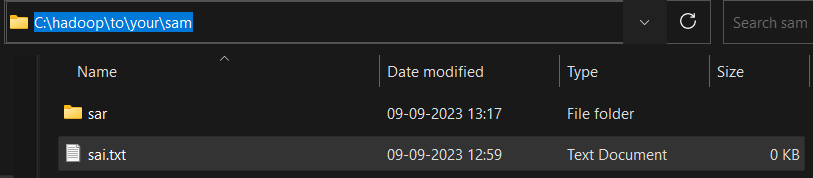 C:\hadoop\to\your\sam Search sam
Name Date modified Type Size
sar 09-09-2023 13:17 File folder
sai.txt 09-09-2023 12:59 Text Document 0 KB